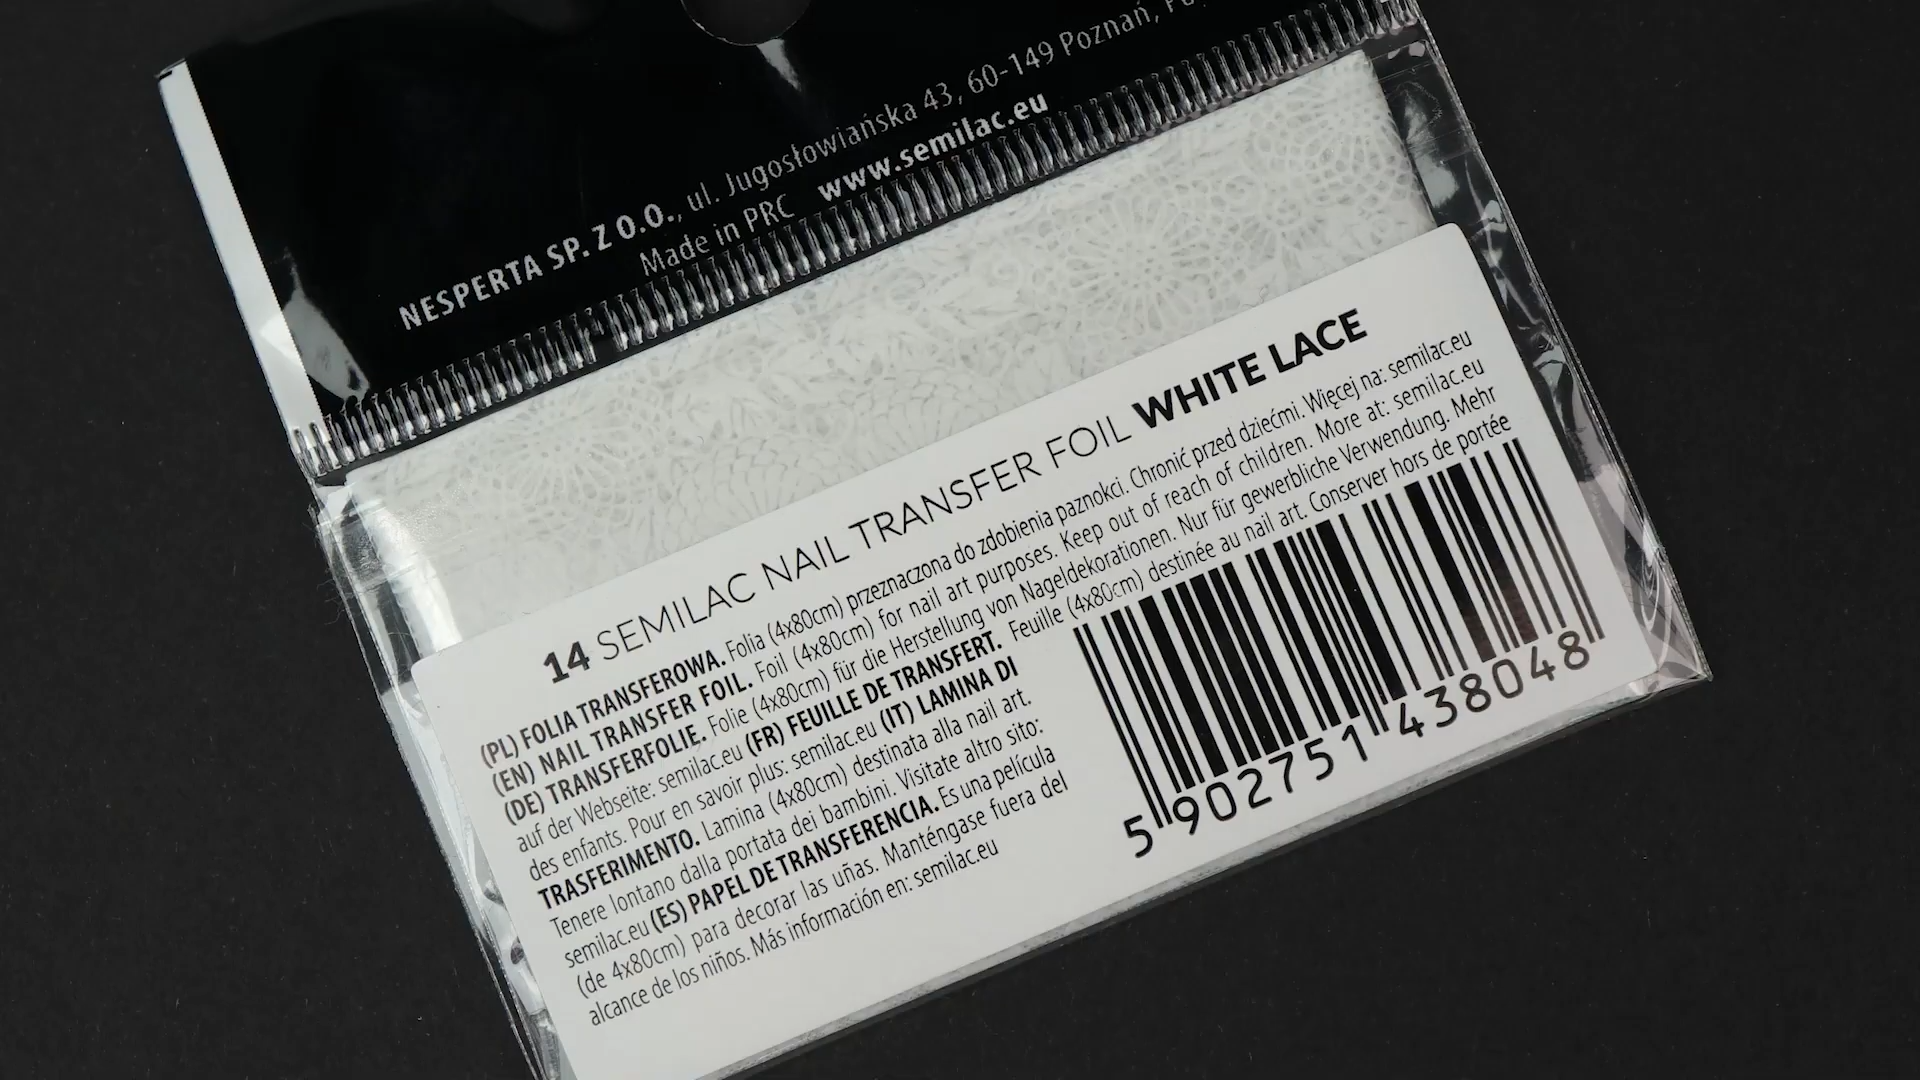 NESPERTA SP. Z O.O., ul. Jugosłowiańska 43, 60-149 Poznań,
Made in PRC www.semilac.eu
14 SEMILAC NAIL TRANSFER FOIL WHITE LACE
(PL) FOLIA TRANSFEROWA. Folia (4x80cm) przeznaczona do zdobienia paznokci. Chronić przed dziećmi. Więcej na: semilac.eu
(EN) NAIL TRANSFER FOIL. Foil (4x80cm) for nail art purposes. Keep out of reach of children. More at: semilac.eu
(DE) TRANSFERFOLIE. Folie (4x80cm) für die Herstellung von Nageldekorationen. Nur für gewerbliche Verwendung. Mehr
auf der Webseite: semilac.eu (FR) FEUILLE DE TRANSFERT. Feuille (4x80cm) destinée au nail art. Conserver hors de portée
des enfants. Pour en savoir plus: semilac.eu (IT) LAMINA DI
TRASFERIMENTO. Lamina (4x80cm) destinata alla nail art.
Tenere lontano dalla portata dei bambini. Visitate altro sito:
semilac.eu (ES) PAPEL DE TRANSFERENCIA. Es una película
(de 4x80cm) para decorar las uñas. Manténgase fuera del
alcance de los niños. Más información en: semilac.eu
5 902751 438048